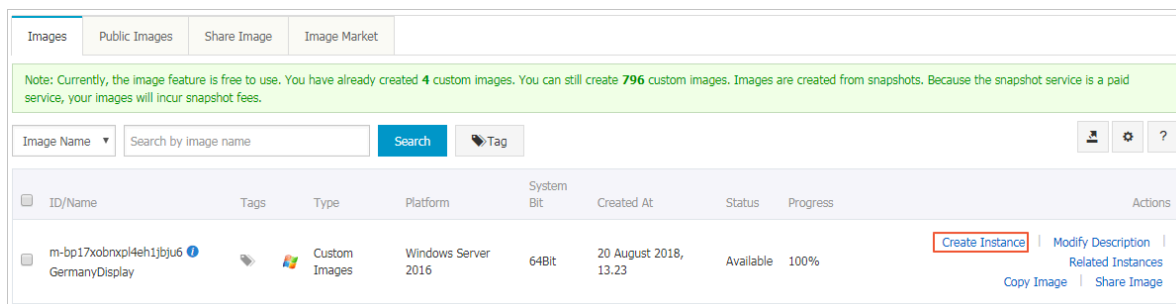 Images Public Images Share Image Image Market
Note: Currently, the image feature is free to use. You have already created 4 custom images. You can still create 796 custom images. Images are created from snapshots. Because the snapshot service is a paid
service, your images will incur snapshot fees.
Image Name Search by image name Search Tag ?
ID/Name Tags Type Platform System Bit Created At Status Progress Actions
m-bp17xobnxpl4eh1jbju6
GermanyDisplay
Custom
Images
Windows Server
2016
64Bit
20 August 2018,
13.23
Available
100%
Create Instance | Modify Description |
Related Instances
Copy Image | Share Image